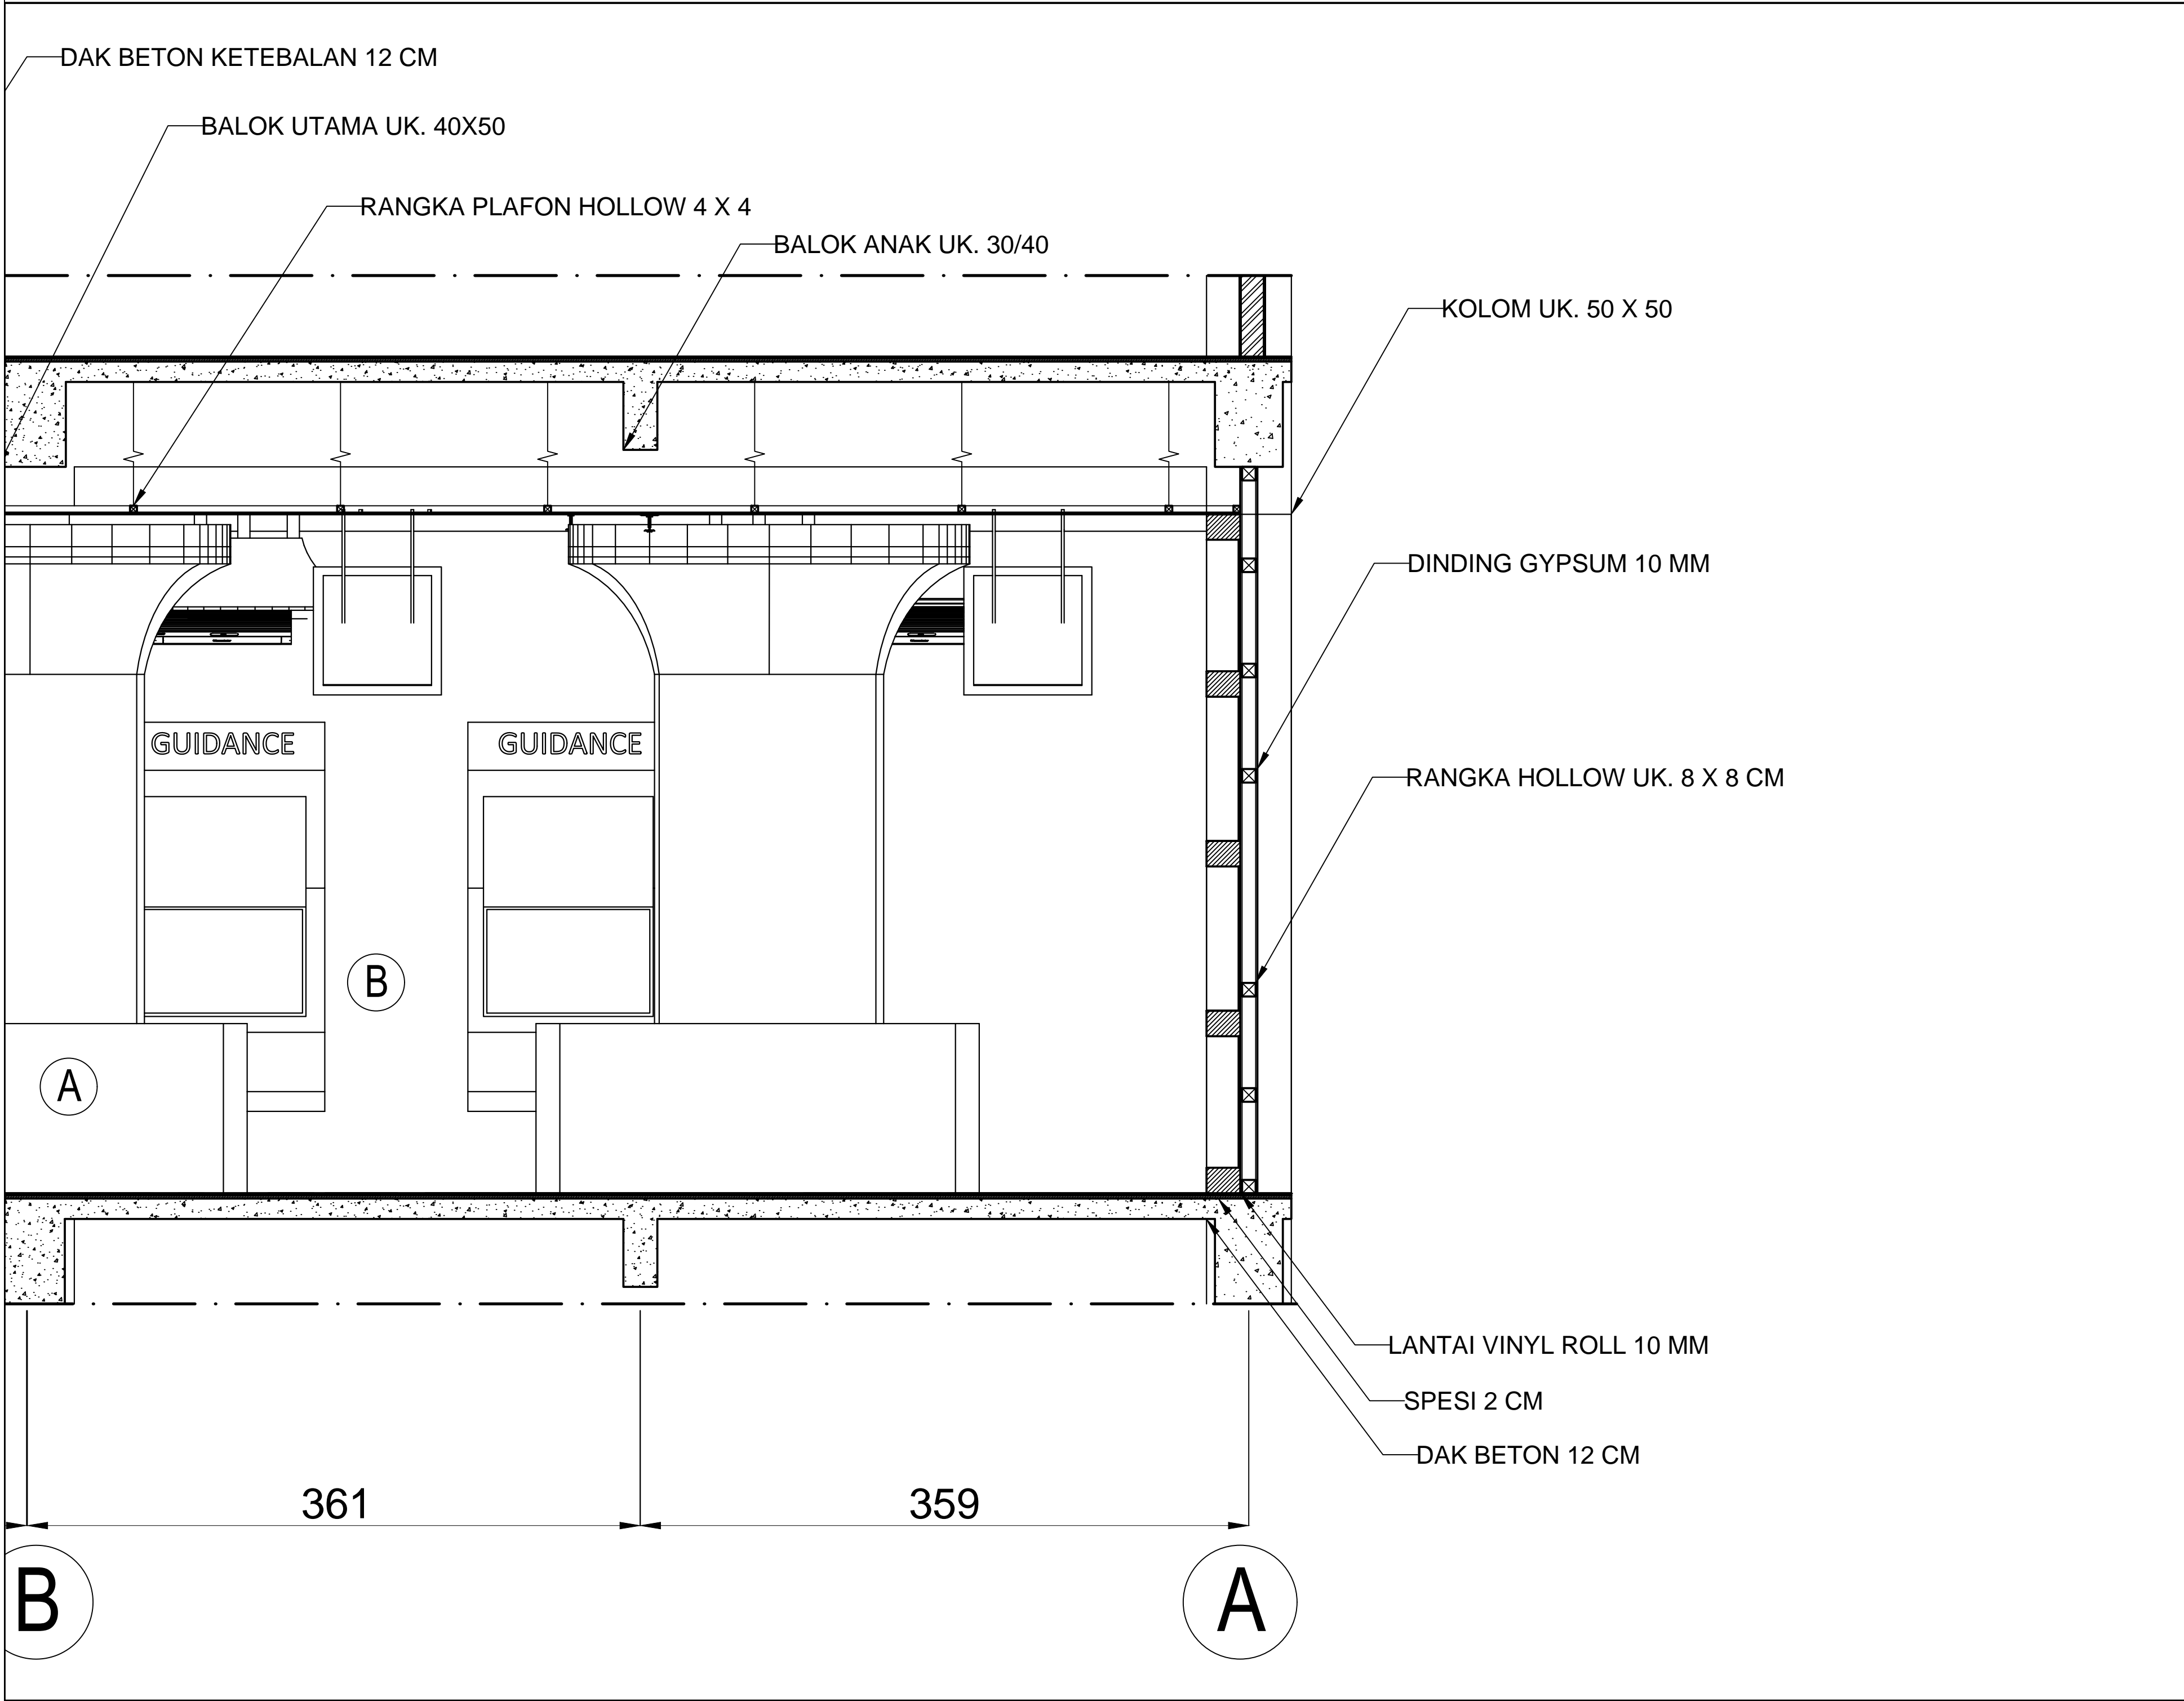 DAK BETON KETEBALAN 12 CM
BALOK UTAMA UK. 40X50
RANGKA PLAFON HOLLOW 4 X 4
BALOK ANAK UK. 30/40
KOLOM UK. 50 X 50
DINDING GYPSUM 10 MM
GUIDANCE
GUIDANCE
RANGKA HOLLOW UK. 8 X 8 CM
B
A
LANTAI VINYL ROLL 10 MM
SPESI 2 CM
DAK BETON 12 CM
361
359
B
A